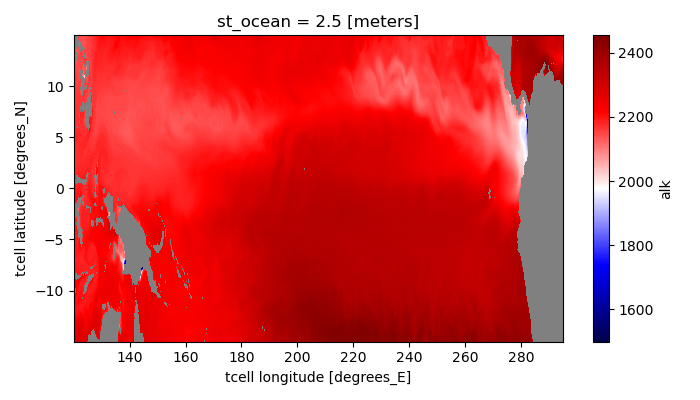 st_ocean = 2.5 [meters]
10
5
0
−5
−10
tcell latitude [degrees_N]
140 160 180 200 220 240 260 280
tcell longitude [degrees_E]
2400
2200
2000
1800
1600
alk